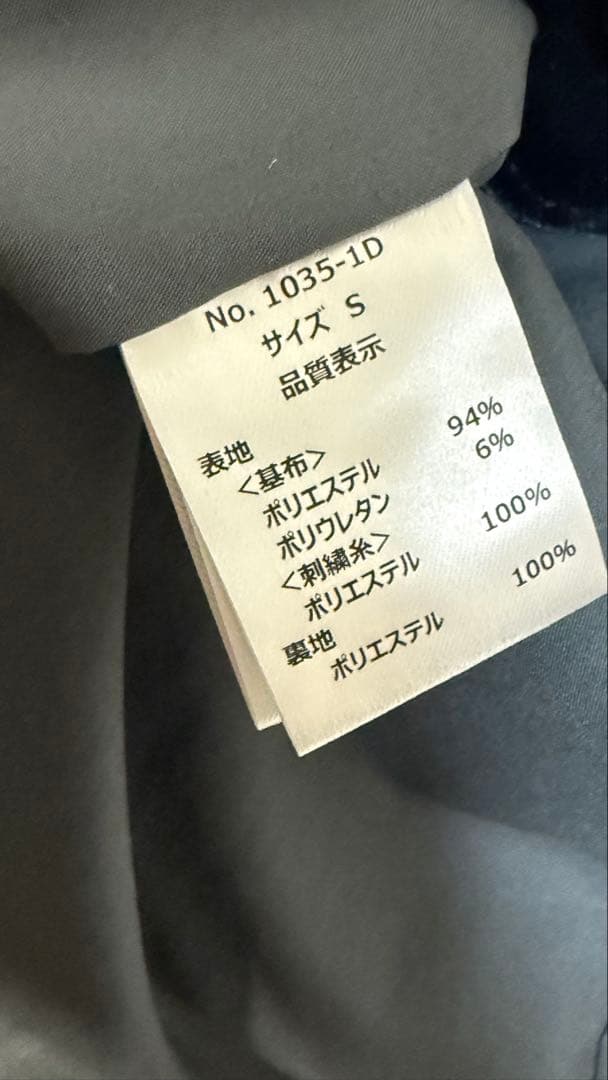 No. 1035-1D
サイズ S
品質表示
表地
<基布>
ポリエステル 94%
ポリウレタン 6%
<刺繍糸>
ポリエステル 100%
裏地
ポリエステル 100%